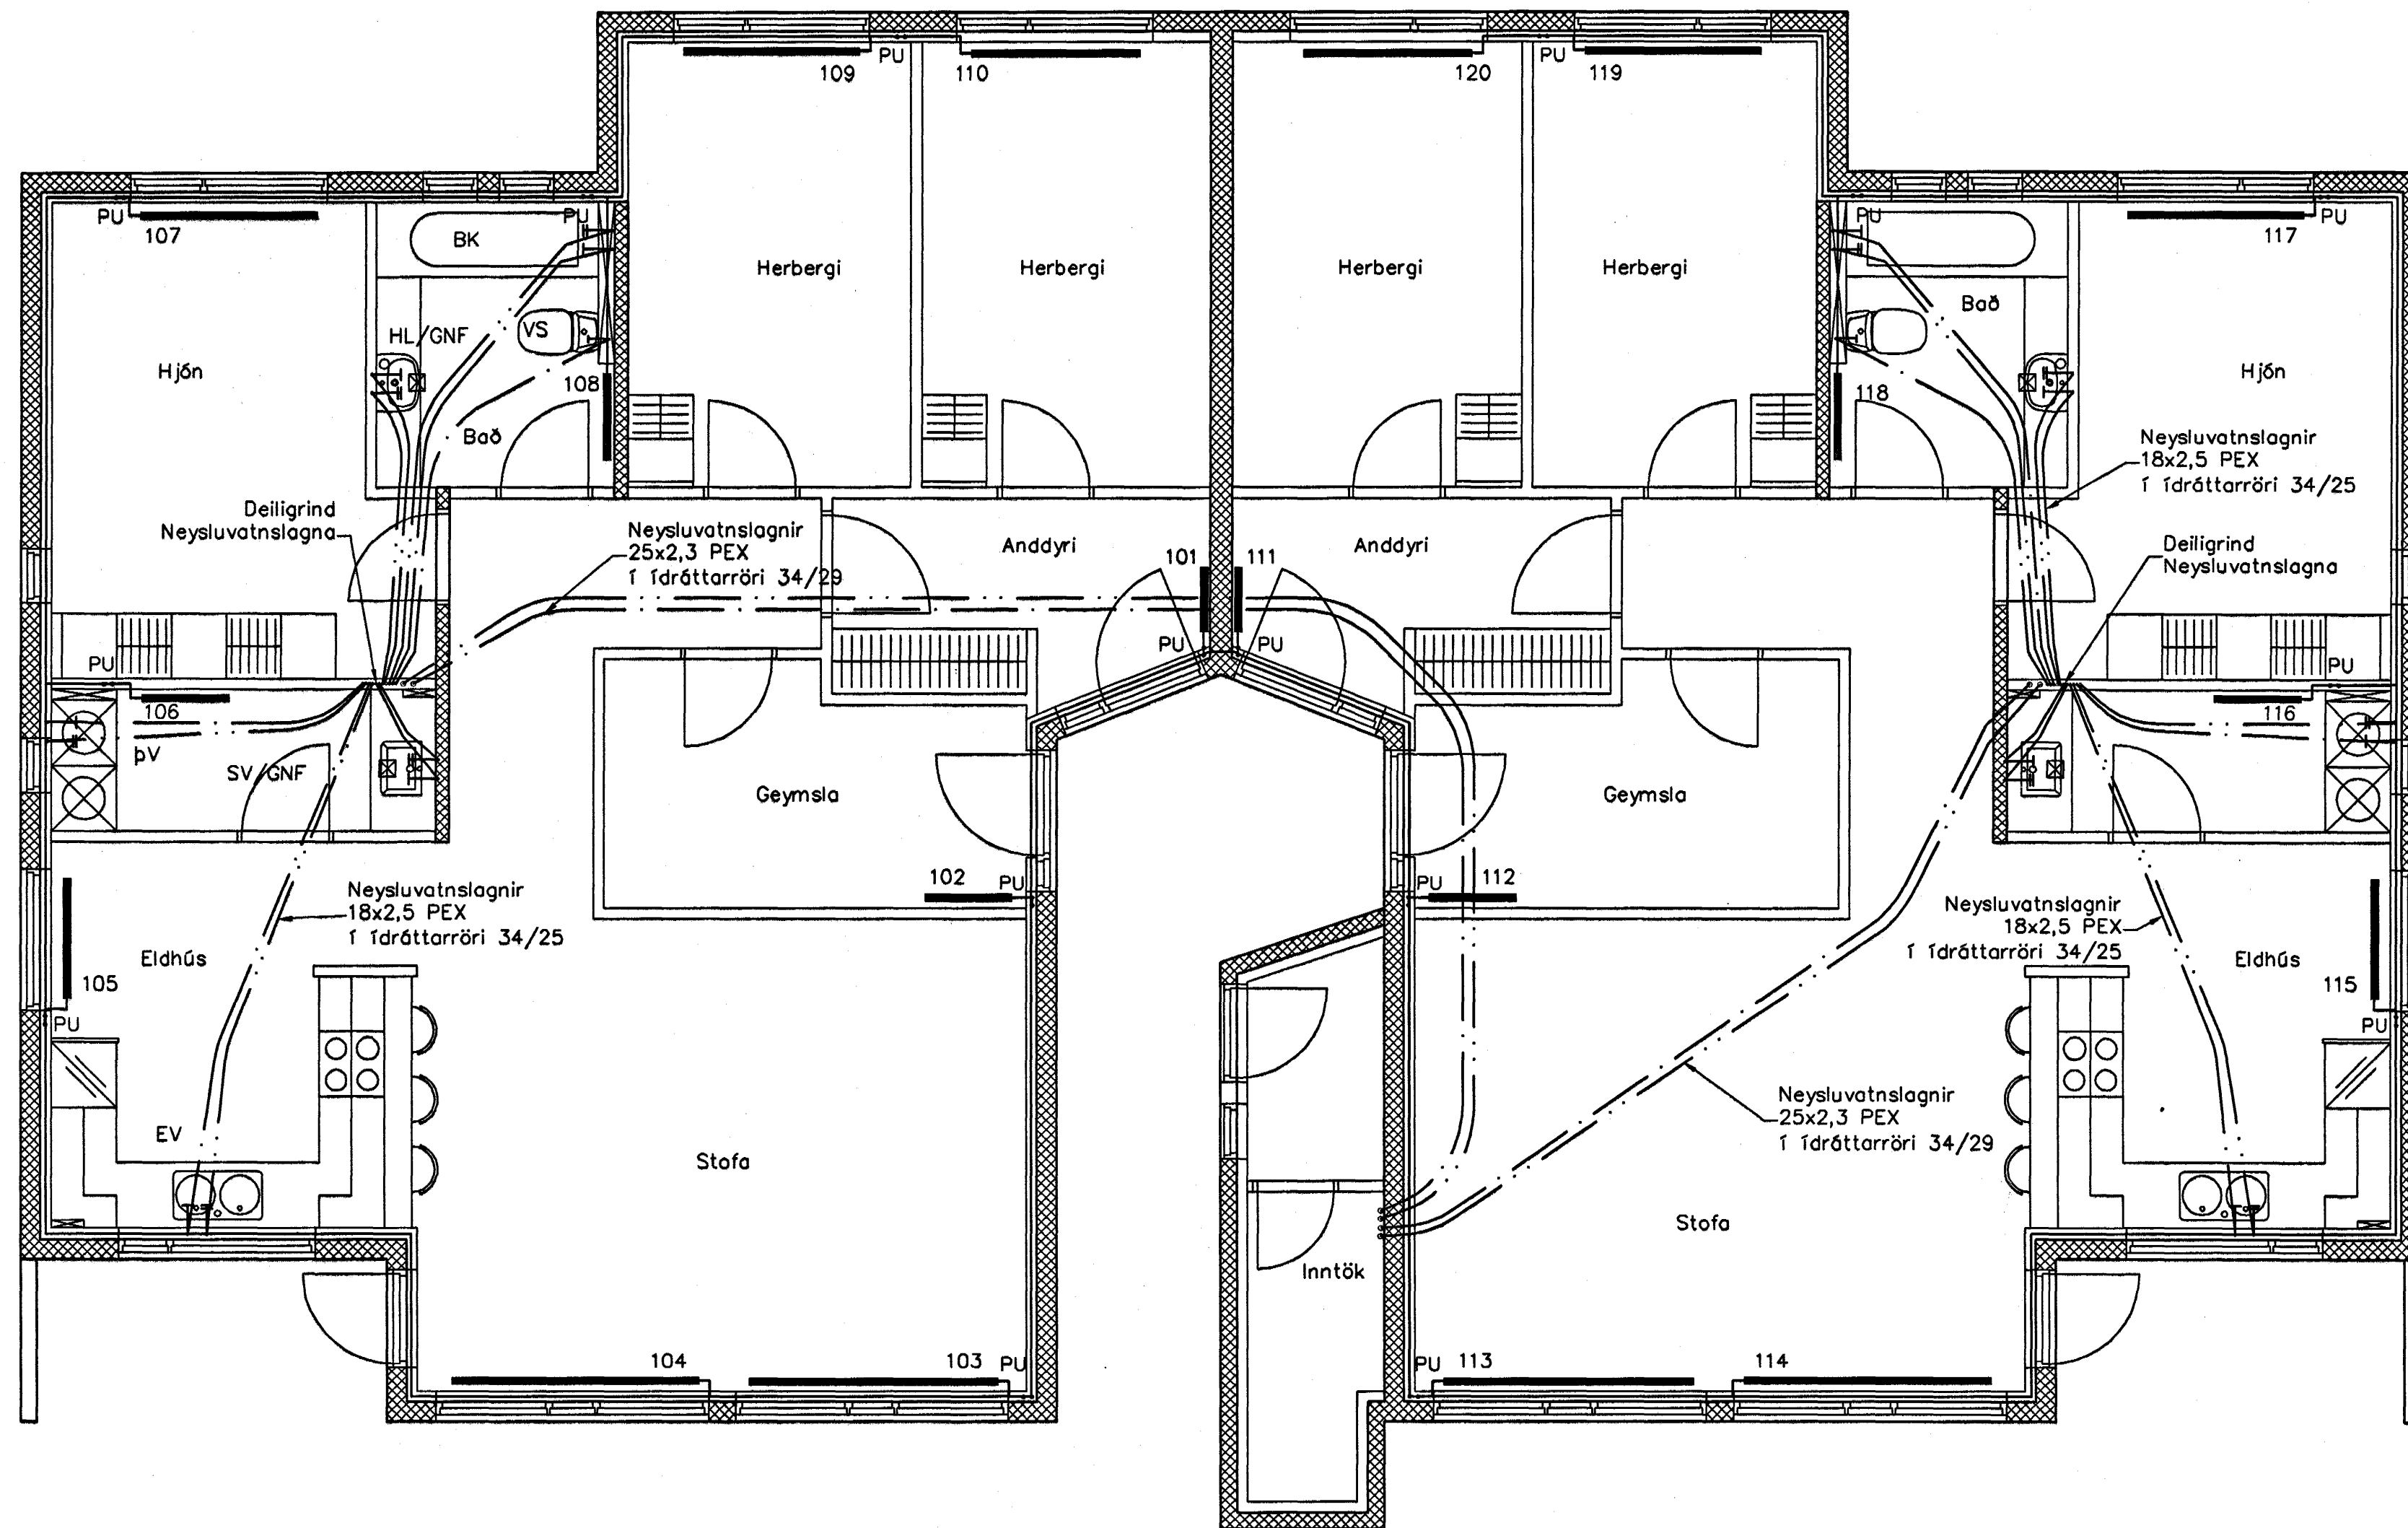 109
PU
110
120
PU
119
PU
107
BK
PU
PU
117
PU
Herbergi
Herbergi
Herbergi
Herbergi
HL/GNF
VS
Bað
Hjón
108
Bað
118
Hjón
Neysluvatnslagnir
18x2,5 PEX
í ídráttarröri 34/25
Deiligrind
Neysluvatnslagna
Neysluvatnslagnir
25x2,3 PEX
í ídráttarröri 34/29
Anddyri
101
111
Anddyri
Deiligrind
Neysluvatnslagna
PU
PU
PU
PU
106
116
þV
SV/GNF
Geymsla
Geymsla
102
PU
PU
112
Neysluvatnslagnir
18x2,5 PEX
í ídráttarröri 34/25
Neysluvatnslagnir
18x2,5 PEX
í ídráttarröri 34/25
Eldhús
105
PU
Eldhús
115
PU
EV
Stofa
Neysluvatnslagnir
25x2,3 PEX
í ídráttarröri 34/29
Stofa
Inntök
104
103
PU
PU
113
114